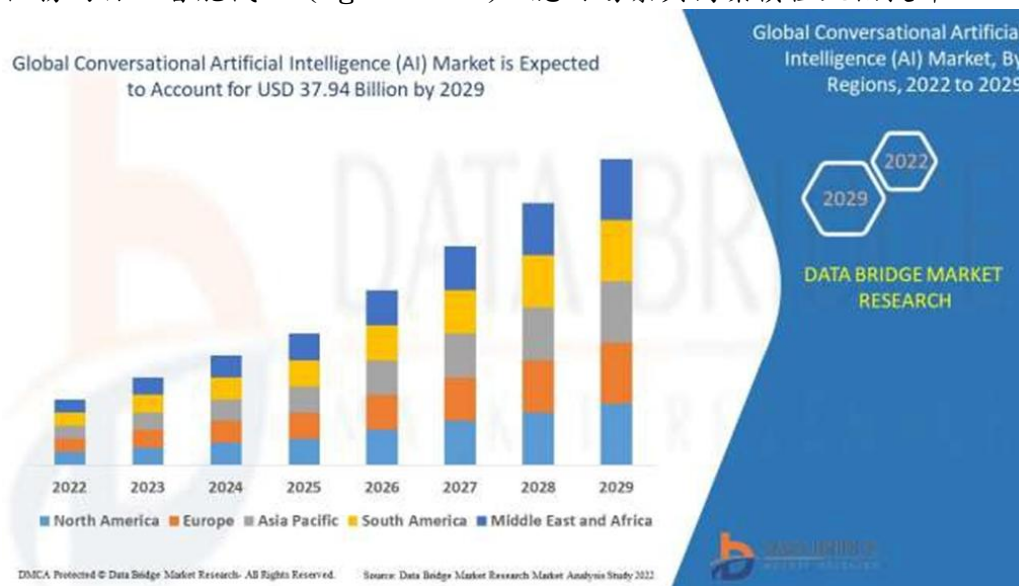 Global Conversational Artificial Intelligence (AI) Market is Expected
to Account for USD 37.94 Billion by 2029
Global Conversational Artificia
Intelligence (AI) Market, By
Regions, 2022 to 2029
2022
2029
DATA BRIDGE MARKET
RESEARCH
2022 2023 2024 2025 2026 2027 2028 2029
North America Europe Asia Pacific South America Middle East and Africa
DMCA Protected © Data Bridge Market Research- All Rights Reserved. Source: Data Bridge Market Research Market Analysis Study 2022
DATA BRIDGE